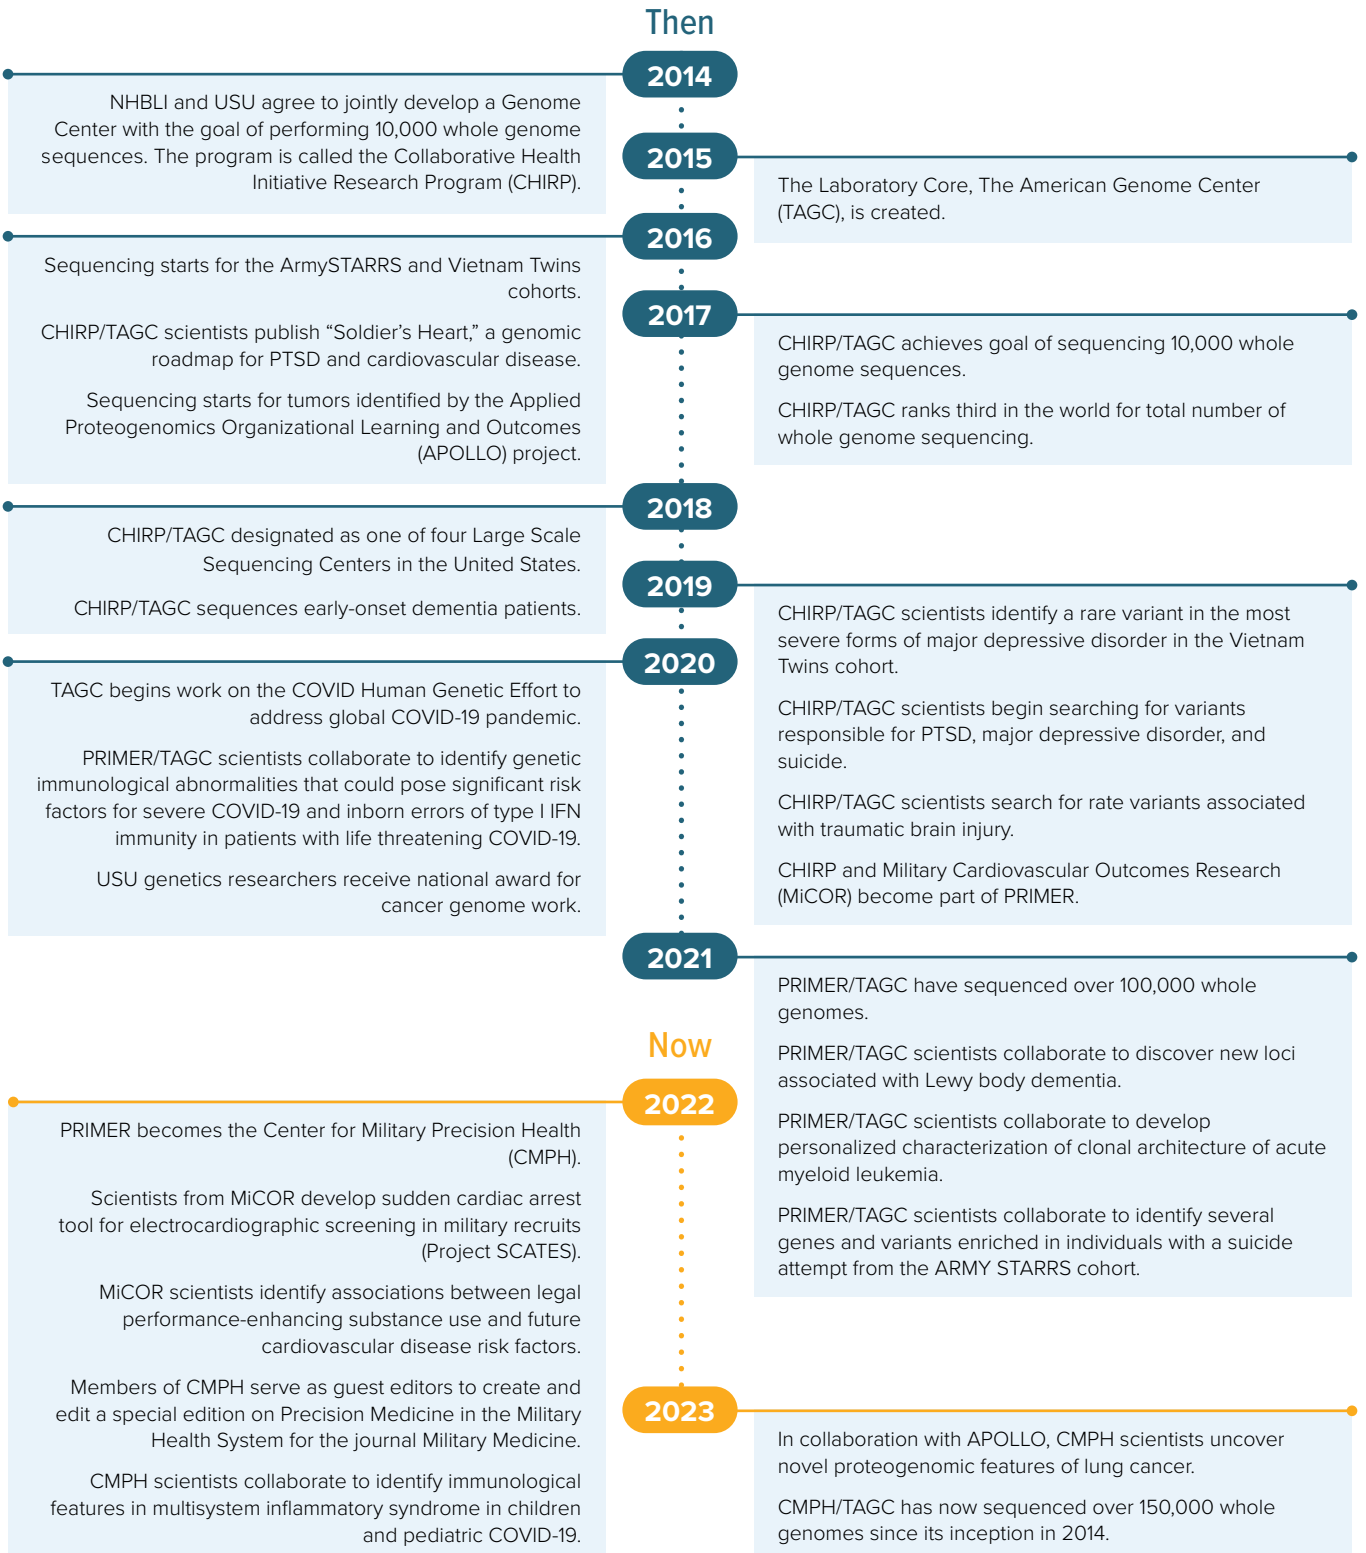 Then
2014
NHBLI and USU agree to jointly develop a Genome
Center with the goal of performing 10,000 whole genome
sequences. The program is called the Collaborative Health
Initiative Research Program (CHIRP).
2015
The Laboratory Core, The American Genome Center
(TAGC), is created.
2016
Sequencing starts for the ArmySTARRS and Vietnam Twins
cohorts.
CHIRP/TAGC scientists publish “Soldier’s Heart,” a genomic
roadmap for PTSD and cardiovascular disease.
Sequencing starts for tumors identified by the Applied
Proteogenomics Organizational Learning and Outcomes
(APOLLO) project.
2017
CHIRP/TAGC achieves goal of sequencing 10,000 whole
genome sequences.
CHIRP/TAGC ranks third in the world for total number of
whole genome sequencing.
2018
CHIRP/TAGC designated as one of four Large Scale
Sequencing Centers in the United States.
CHIRP/TAGC sequences early-onset dementia patients.
2019
CHIRP/TAGC scientists identify a rare variant in the most
severe forms of major depressive disorder in the Vietnam
Twins cohort.
CHIRP/TAGC scientists begin searching for variants
responsible for PTSD, major depressive disorder, and
suicide.
CHIRP/TAGC scientists search for rate variants associated
with traumatic brain injury.
CHIRP and Military Cardiovascular Outcomes Research
(MiCOR) become part of PRIMER.
2020
TAGC begins work on the COVID Human Genetic Effort to
address global COVID-19 pandemic.
PRIMER/TAGC scientists collaborate to identify genetic
immunological abnormalities that could pose significant risk
factors for severe COVID-19 and inborn errors of type I IFN
immunity in patients with life threatening COVID-19.
USU genetics researchers receive national award for
cancer genome work.
2021
PRIMER/TAGC have sequenced over 100,000 whole
genomes.
PRIMER/TAGC scientists collaborate to discover new loci
associated with Lewy body dementia.
PRIMER/TAGC scientists collaborate to develop
personalized characterization of clonal architecture of acute
myeloid leukemia.
PRIMER/TAGC scientists collaborate to identify several
genes and variants enriched in individuals with a suicide
attempt from the ARMY STARRS cohort.
Now
2022
PRIMER becomes the Center for Military Precision Health
(CMPH).
Scientists from MiCOR develop sudden cardiac arrest
tool for electrocardiographic screening in military recruits
(Project SCATES).
MiCOR scientists identify associations between legal
performance-enhancing substance use and future
cardiovascular disease risk factors.
Members of CMPH serve as guest editors to create and
edit a special edition on Precision Medicine in the Military
Health System for the journal Military Medicine.
CMPH scientists collaborate to identify immunological
features in multisystem inflammatory syndrome in children
and pediatric COVID-19.
2023
In collaboration with APOLLO, CMPH scientists uncover
novel proteogenomic features of lung cancer.
CMPH/TAGC has now sequenced over 150,000 whole
genomes since its inception in 2014.